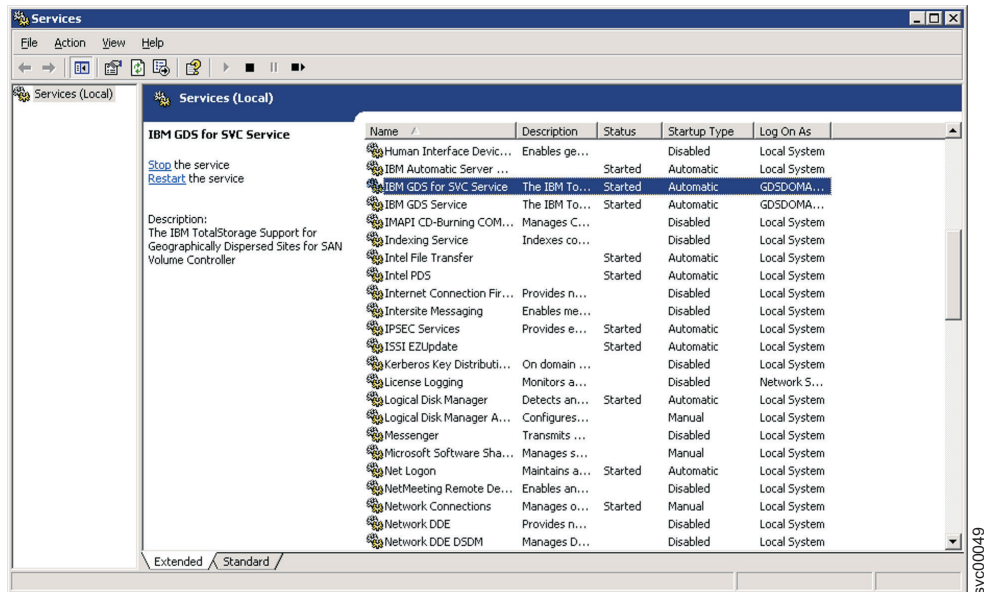 Services
File Action View Help
Services (Local)
Services (Local)
IBM GDS for SVC Service
Stop the service
Restart the service
Description:
The IBM TotalStorage Support for
Geographically Dispersed Sites for SAN
Volume Controller
Name Description Status Startup Type Log On As
Human Interface Devic... Enables ge... Disabled Local System
IBM Automatic Server ... Started Automatic Local System
IBM GDS for SVC Service The IBM To... Started Automatic GDSDOMA...
IBM GDS Service The IBM To... Started Automatic GDSDOMA...
IMAPI CD-Burning COM... Manages C... Disabled Local System
Indexing Service Indexes co... Disabled Local System
Intel File Transfer Started Automatic Local System
Intel PDS Started Automatic Local System
Internet Connection Fir... Provides n... Disabled Local System
Intersite Messaging Enables me... Disabled Local System
IPSEC Services Provides e... Started Automatic Local System
ISSI EZUpdate Started Automatic Local System
Kerberos Key Distributi... On domain ... Disabled Local System
License Logging Monitors a... Disabled Network S...
Logical Disk Manager Detects an... Started Automatic Local System
Logical Disk Manager A... Configures... Manual Local System
Messenger Transmits ... Disabled Local System
Microsoft Software Sha... Manages s... Manual Local System
Net Logon Maintains a... Started Automatic Local System
NetMeeting Remote De... Enables an... Disabled Local System
Network Connections Manages o... Started Manual Local System
Network DDE Provides n... Disabled Local System
Network DDE DSDM Manages D... Disabled Local System
Extended Standard
svc00049